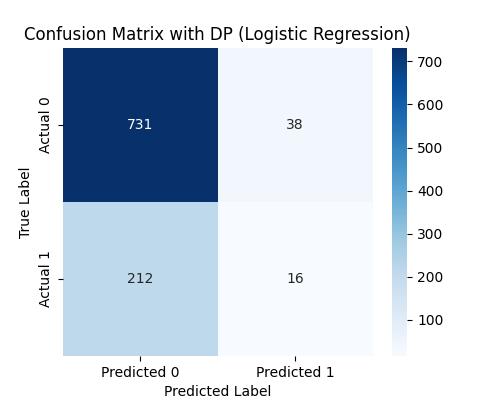 Confusion Matrix with DP (Logistic Regression)
True Label
Actual 0
731
38
Actual 1
212
16
Predicted 0
Predicted 1
Predicted Label
700
600
500
400
300
200
100